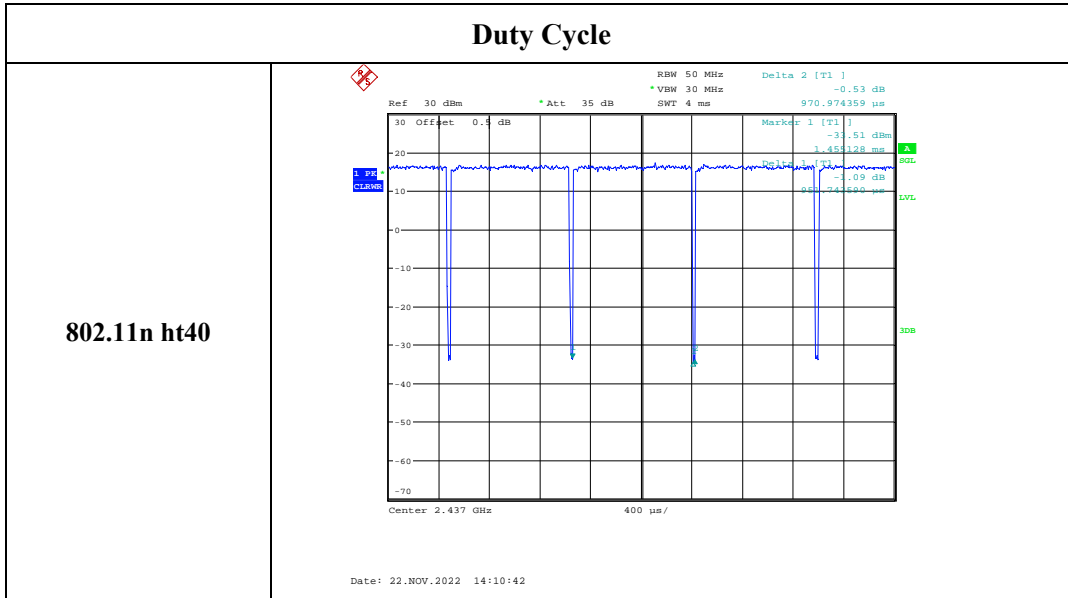 Duty Cycle
802.11n ht40
R S
RBW 50 MHz Delta 2 [T1 ]
*VBW 30 MHz -0.53 dB
Ref 30 dBm *Att 35 dB SWT 4 ms 970.974359 µs
30 Offset 0.5 dB Marker 1 [T1 ]
-33.51 dBm
1.455128 ms
A
20
Delta 1 [T1 ]
SGL
1 PK *
-1.09 dB
CLRWR
10
LVL
0
-10
-20
3DB
-30
-40
-50
-60
-70
Center 2.437 GHz 400 µs/
Date: 22.NOV.2022 14:10:42